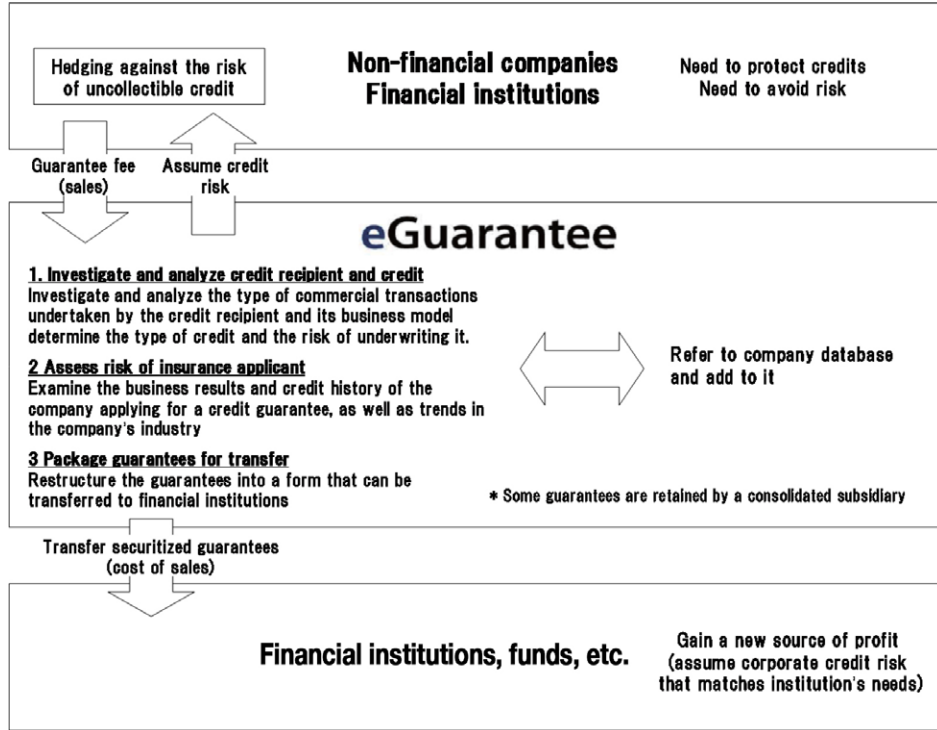 Hedging against the risk
of uncollectible credit
Non-financial companies
Financial institutions
Need to protect credits
Need to avoid risk
Guarantee fee
(sales)
Assume credit
risk
eGuarantee
1. Investigate and analyze credit recipient and credit
Investigate and analyze the type of commercial transactions
undertaken by the credit recipient and its business model
determine the type of credit and the risk of underwriting it.
2 Assess risk of insurance applicant
Examine the business results and credit history of the
company applying for a credit guarantee, as well as trends in
the company's industry
3 Package guarantees for transfer
Restructure the guarantees into a form that can be
transferred to financial institutions
Refer to company database
and add to it
* Some guarantees are retained by a consolidated subsidiary
Transfer securitized guarantees
(cost of sales)
Financial institutions, funds, etc.
Gain a new source of profit
(assume corporate credit risk
that matches institution's needs)